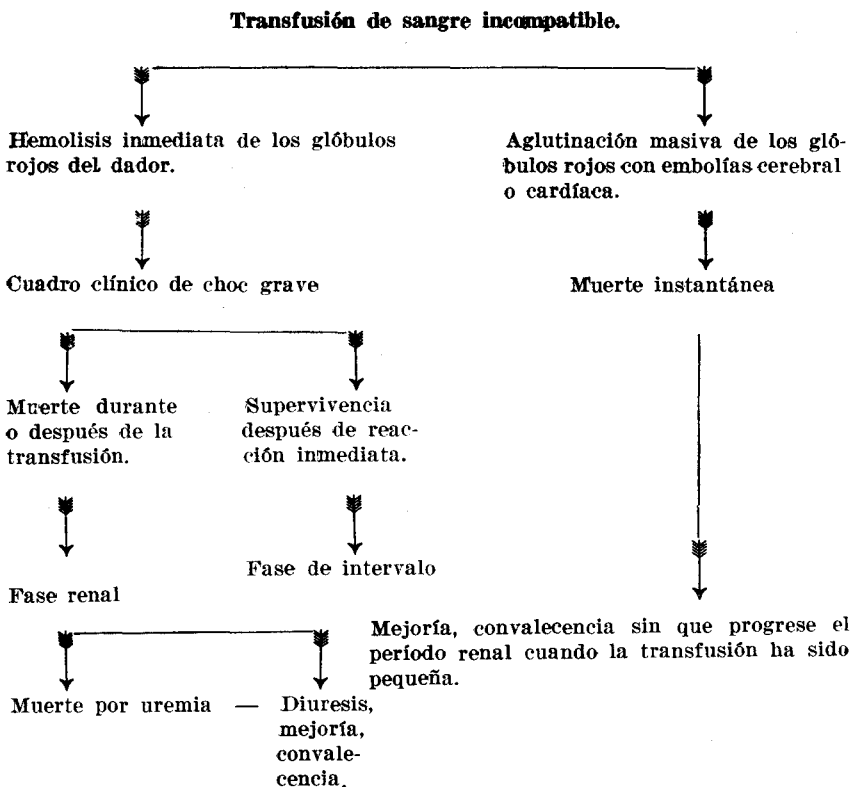 Transfusión de sangre incompatible.
Hemolisis inmediata de los glóbulos
rojos del dador.
Aglutinación masiva de los gló-
bulos rojos con embolías cerebral
o cardíaca.
Cuadro clínico de choc grave
Muerte instantánea
Muerte durante
o después de la
transfusión.
Supervivencia
después de reac-
ción inmediata.
Fase renal
Fase de intervalo
Mejoría, convalecencia sin que progrese el
período renal cuando la transfusión ha sido
pequeña.
Muerte por uremia — Diuresis,
mejoría,
convale-
cencia.